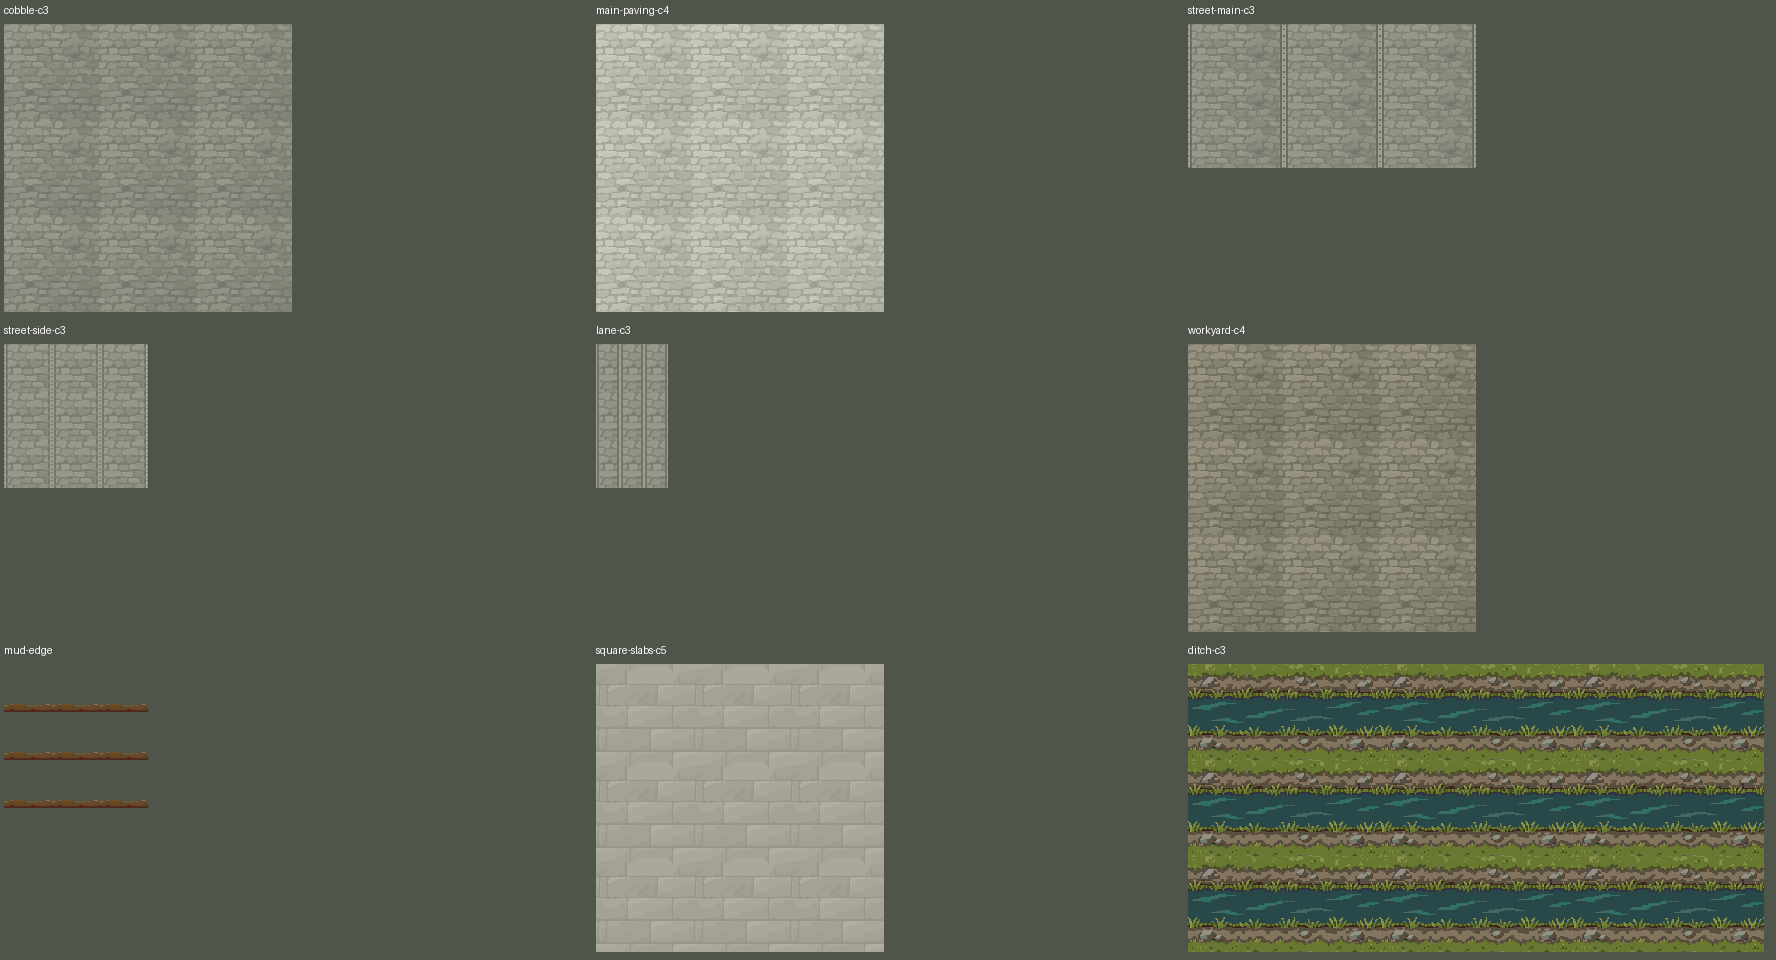 cobble-c3
main-paving-c4
street-main-c3
street-side-c3
lane-c3
workyard-c4
mud-edge
square-slabs-c5
ditch-c3